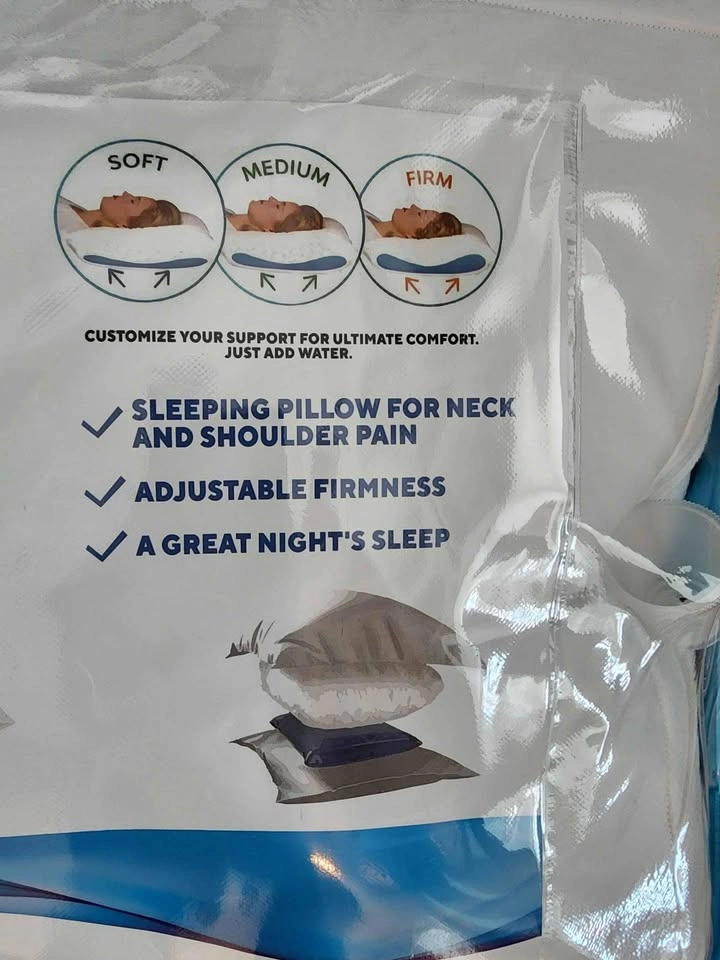 SOFT
MEDIUM
FIRM
CUSTOMIZE YOUR SUPPORT FOR ULTIMATE COMFORT.
JUST ADD WATER.
SLEEPING PILLOW FOR NECK
AND SHOULDER PAIN
ADJUSTABLE FIRMNESS
A GREAT NIGHT'S SLEEP